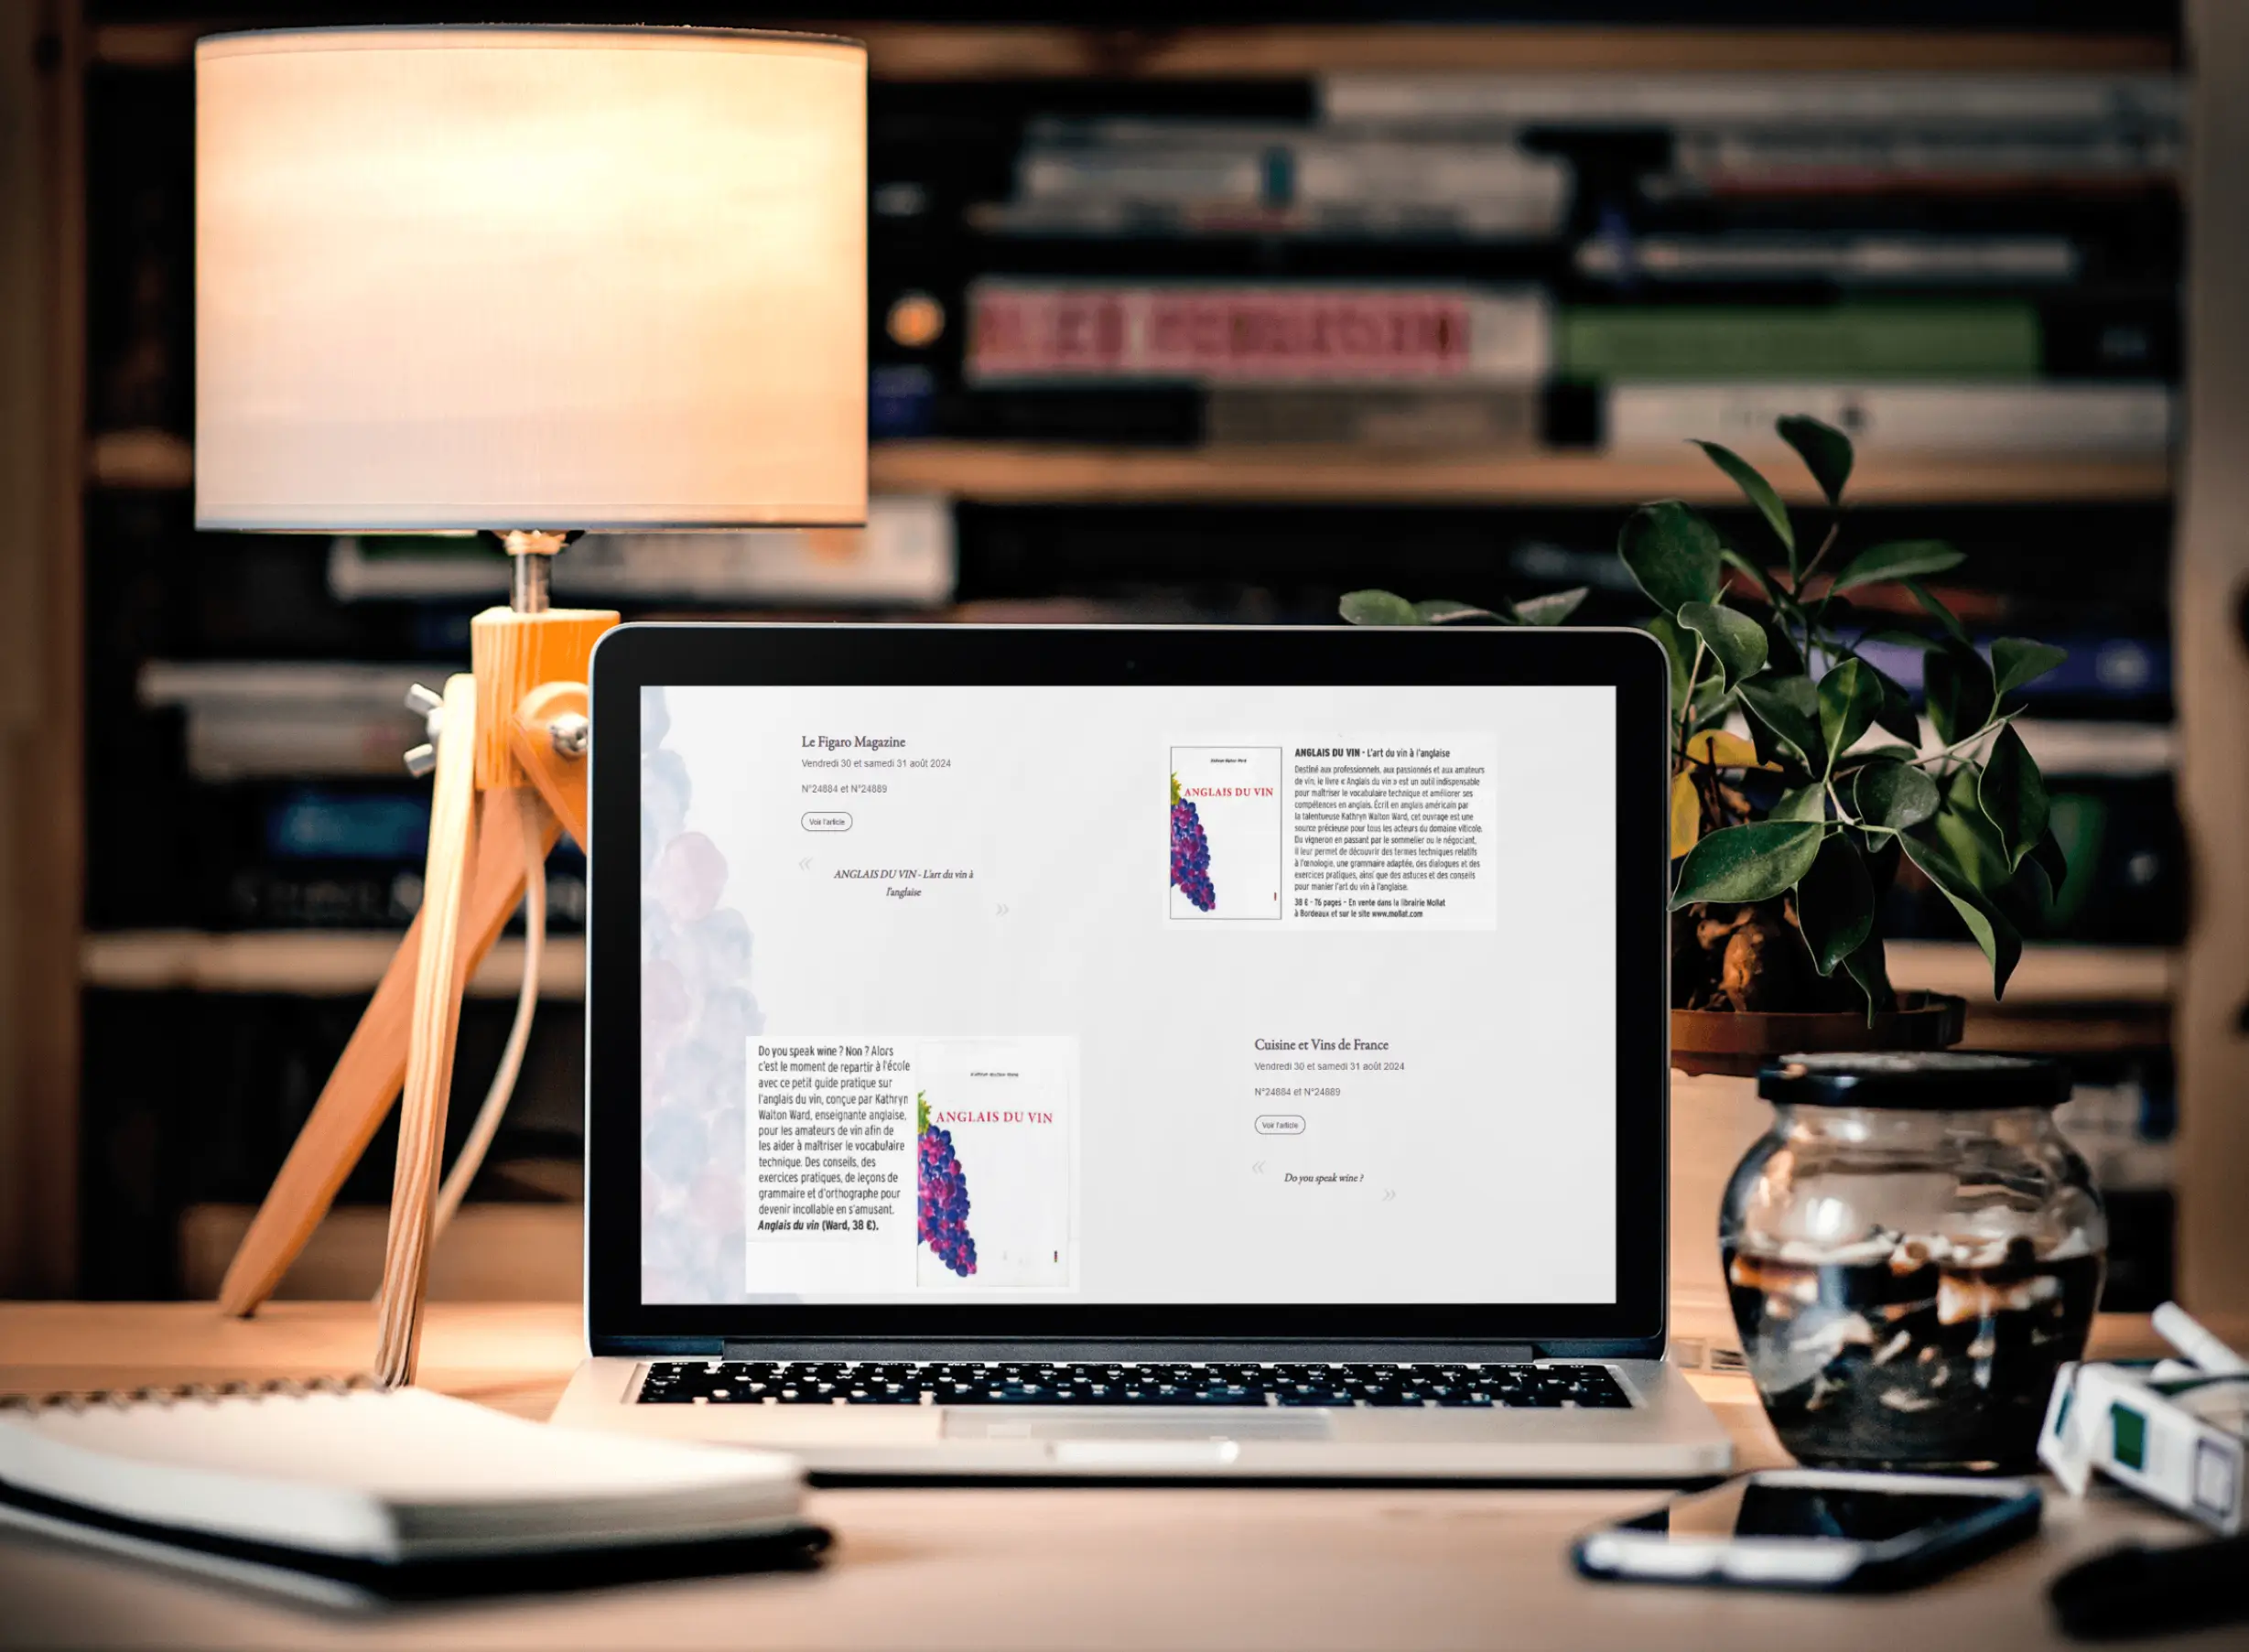 Le Figaro Magazine
Vendredi 30 et samedi 31 août 2024
N°24884 et N°24889
Voir l'article
«
ANGLAIS DU VIN - L'art du vin à
l'anglaise
»
ANGLAIS DU VIN
ANGLAIS DU VIN - L'art du vin à l'anglaise
Destiné aux professionnels, aux passionnés et aux amateurs
de vin, le livre « Anglais du vin » est un outil indispensable
pour maîtriser le vocabulaire technique et améliorer ses
compétences en anglais. Écrit en anglais américain par
la talentueuse Kathryn Walton Ward, cet ouvrage est une
source précieuse pour tous les acteurs du domaine viticole.
Du vigneron en passant par le sommelier ou le négociant,
il leur permet de découvrir des termes techniques relatifs
à l'œnologie, une grammaire adaptée, des dialogues et des
exercices pratiques, ainsi que des astuces et des conseils
pour manier l'art du vin à l'anglaise.
38 € - 76 pages - En vente dans la librairie Mollat
à Bordeaux et sur le site www.mollat.com
Do you speak wine ? Non ? Alors
c'est le moment de repartir à l'école
avec ce petit guide pratique sur
l'anglais du vin, conçue par Kathryn
Walton Ward, enseignante anglaise,
pour les amateurs de vin afin de
les aider à maîtriser le vocabulaire
technique. Des conseils, des
exercices pratiques, de leçons de
grammaire et d'orthographe pour
devenir incollable en s'amusant.
Anglais du vin (Ward, 38 €).
ANGLAIS DU VIN
Cuisine et Vins de France
Vendredi 30 et samedi 31 août 2024
N°24884 et N°24889
Voir l'article
«
Do you speak wine ?
»